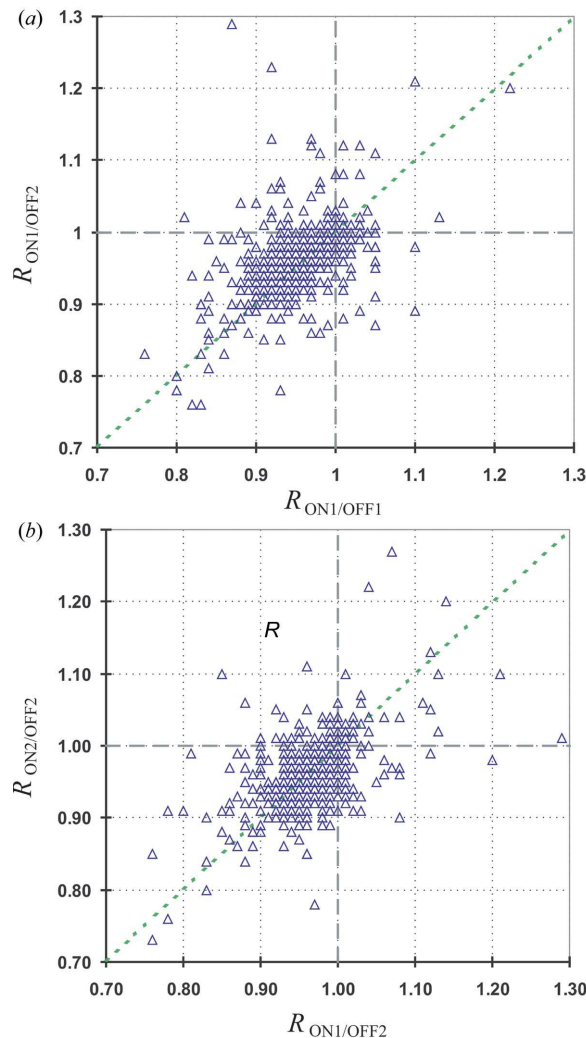 (a)
1.3
1.2
1.1
1
0.9
0.8
0.7
R ON1/OFF2
0.7 0.8 0.9 1 1.1 1.2 1.3
R ON1/OFF1
(b)
1.30
1.20
R
1.10
1.00
0.90
0.80
0.70
R ON2/OFF2
0.70 0.80 0.90 1.00 1.10 1.20 1.30
R ON1/OFF2